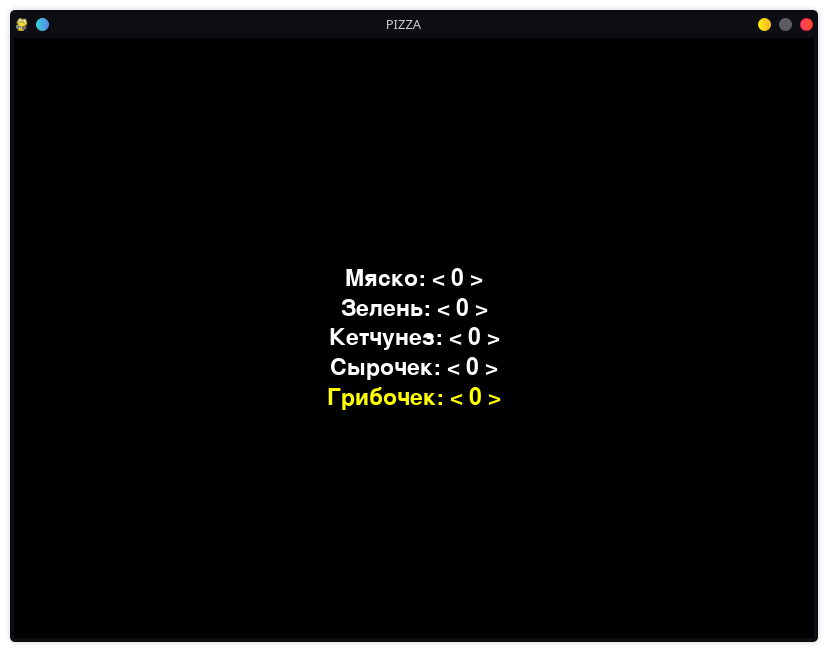 PIZZA
Мяско: < 0 >
Зелень: < 0 >
Кетчунез: < 0 >
Сырочек: < 0 >
Грибочек: < 0 >